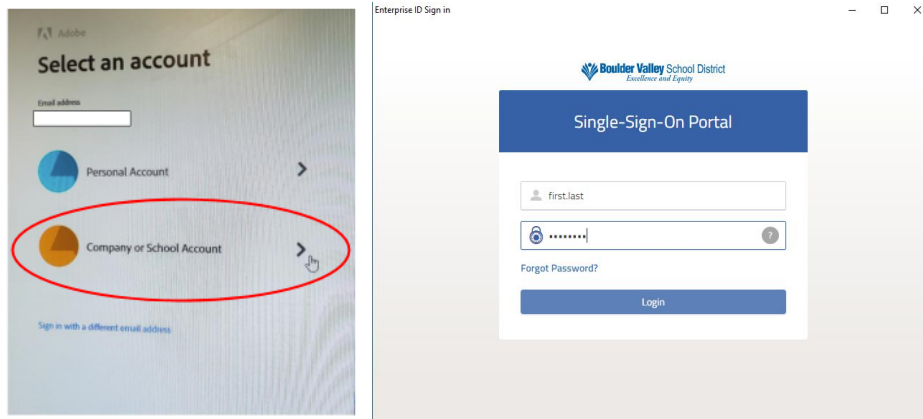 Adobe
Select an account
Email address
Personal Account
Company or School Account
Sign in with a different email address
Enterprise ID Sign in
Boulder Valley School District
Excellence and Equity
Single-Sign-On Portal
first.last
••••••••
?
Forgot Password?
Login